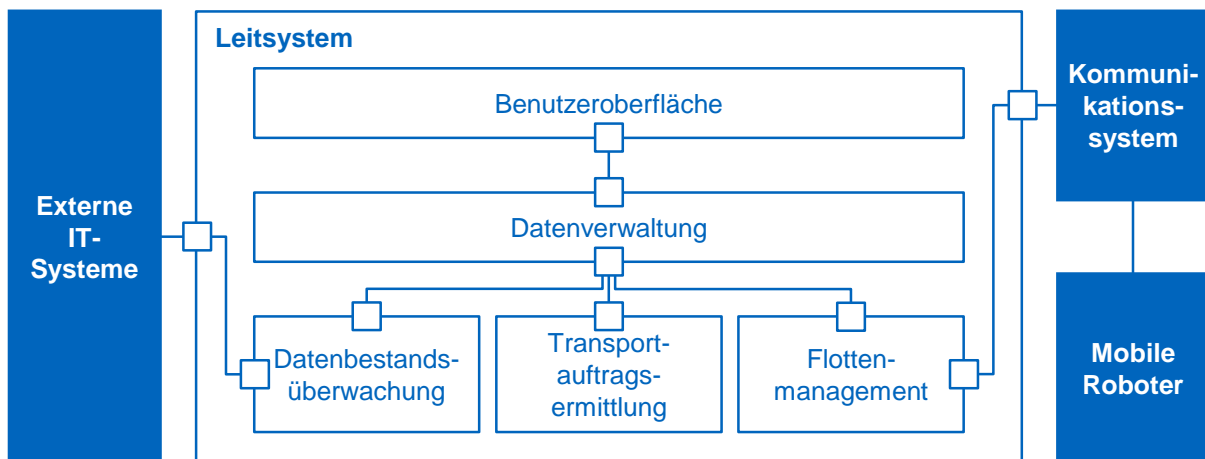 Leitsystem
Benutzeroberfläche
Datenverwaltung
Datenbestands-
überwachung
Transport-
auftrags-
ermittlung
Flotten-
management
Externe
IT-
Systeme
Kommuni-
kations-
system
Mobile
Roboter